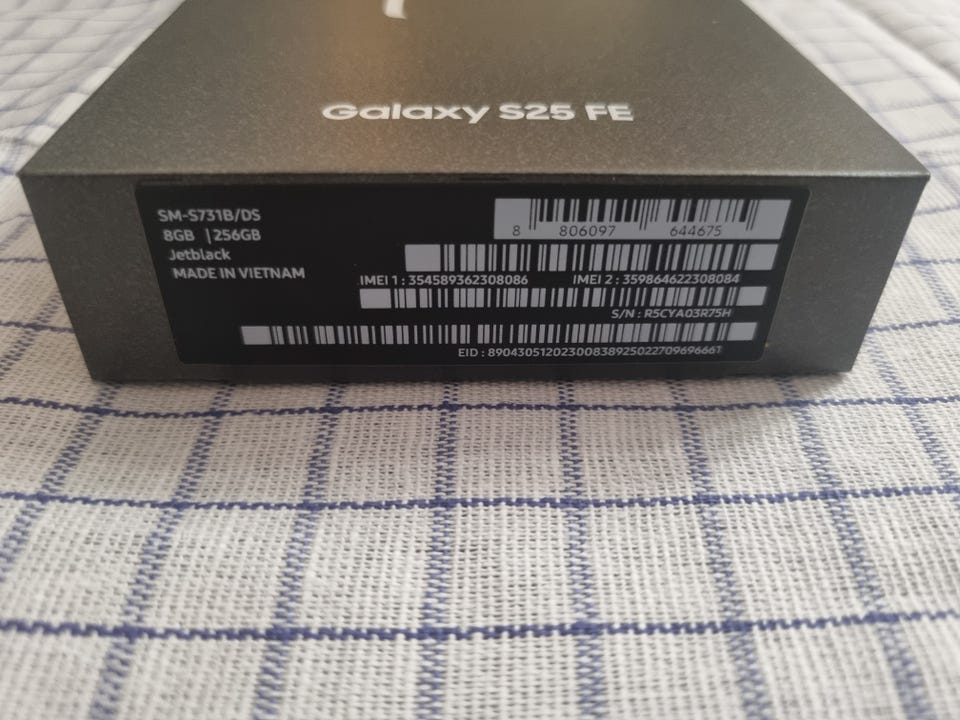 Galaxy S25 FE
SM-S731B/DS
8GB | 256GB
Jetblack
MADE IN VIETNAM
8 806097 644675
IMEI 1 : 354589362308086 IMEI 2 : 359864622308084
S/N : R5CYA03R75H
EID : 89043051202300838925022709696661